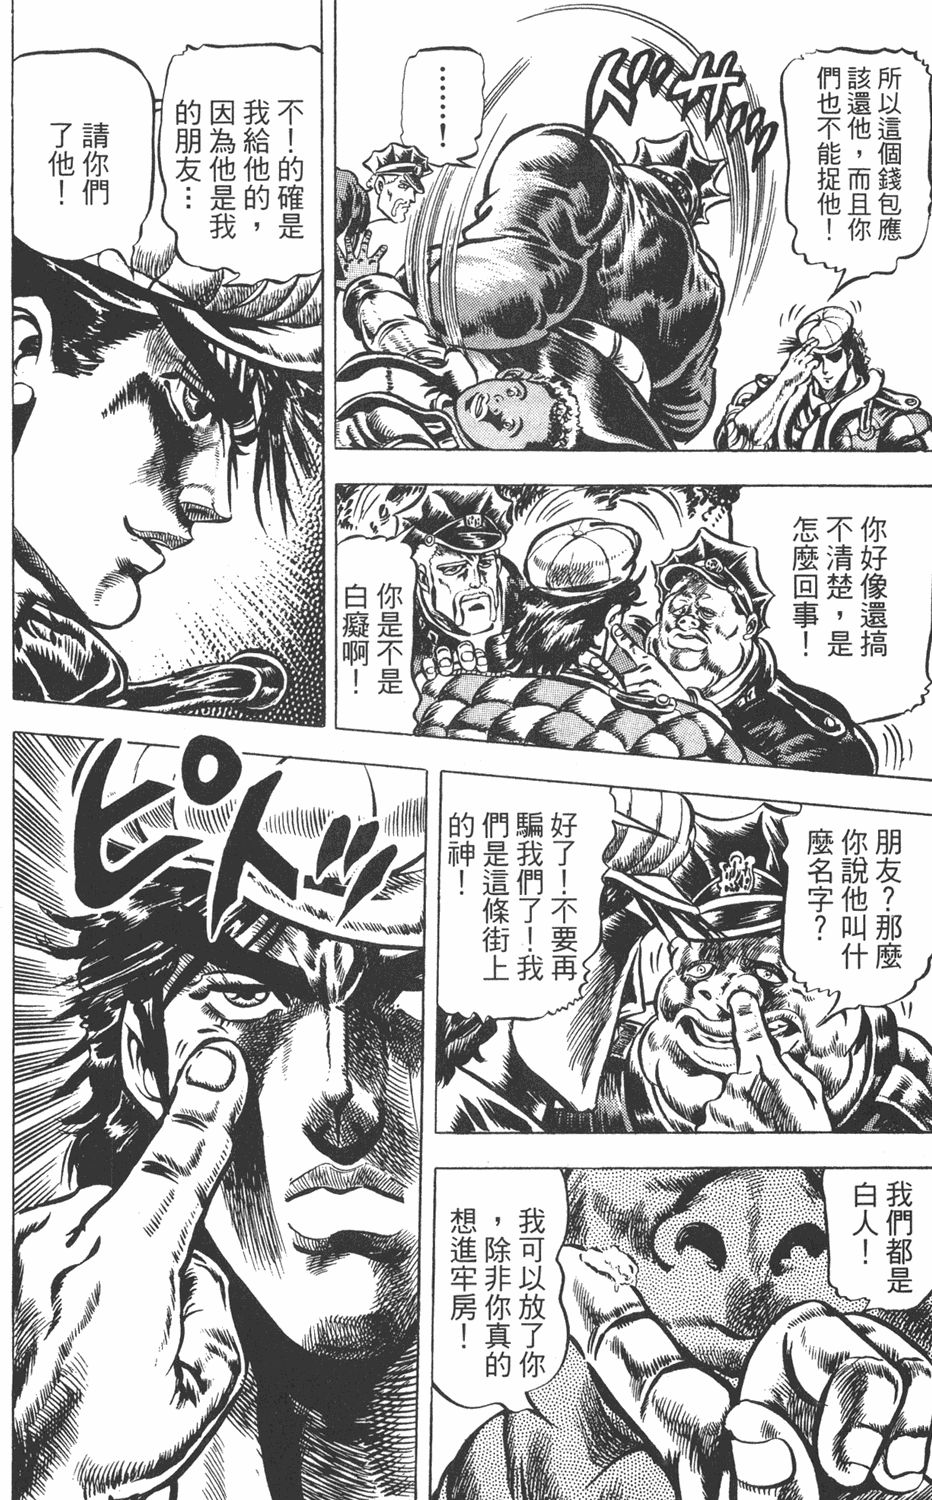 所以這個錢包應
該還他，而且你
們也不能捉他！
ドザザッ
……！
不！的確是
我給他的，
因為他是我
的朋友…
請你們
了他！
你好像還搞
不清楚，是
怎麼回事！
你是不是
白癡啊！
朋友？那麼
你說他叫什
麼名字？
好了！不要再
騙我們了！我
們是這條街上
的神！
ピトッ
我們都是
白人！
我可以放了你
，除非你真的
想進牢房！